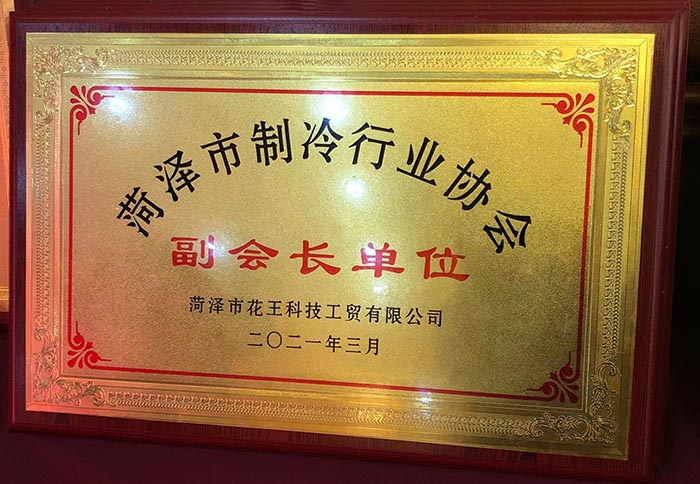 菏泽市制冷行业协会
副会长单位
菏泽市花王科技工贸有限公司
二〇二一年三月